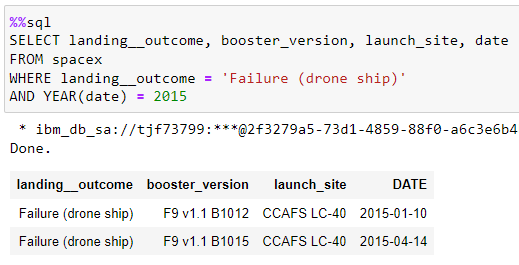 %%sql
SELECT landing__outcome, booster_version, launch_site, date
FROM spacex
WHERE landing__outcome = 'Failure (drone ship)'
AND YEAR(date) = 2015
* ibm_db_sa://tjf73799:***@2f3279a5-73d1-4859-88f0-a6c3e6b4
Done.
landing__outcome booster_version launch_site DATE
Failure (drone ship) F9 v1.1 B1012 CCAFS LC-40 2015-01-10
Failure (drone ship) F9 v1.1 B1015 CCAFS LC-40 2015-04-14